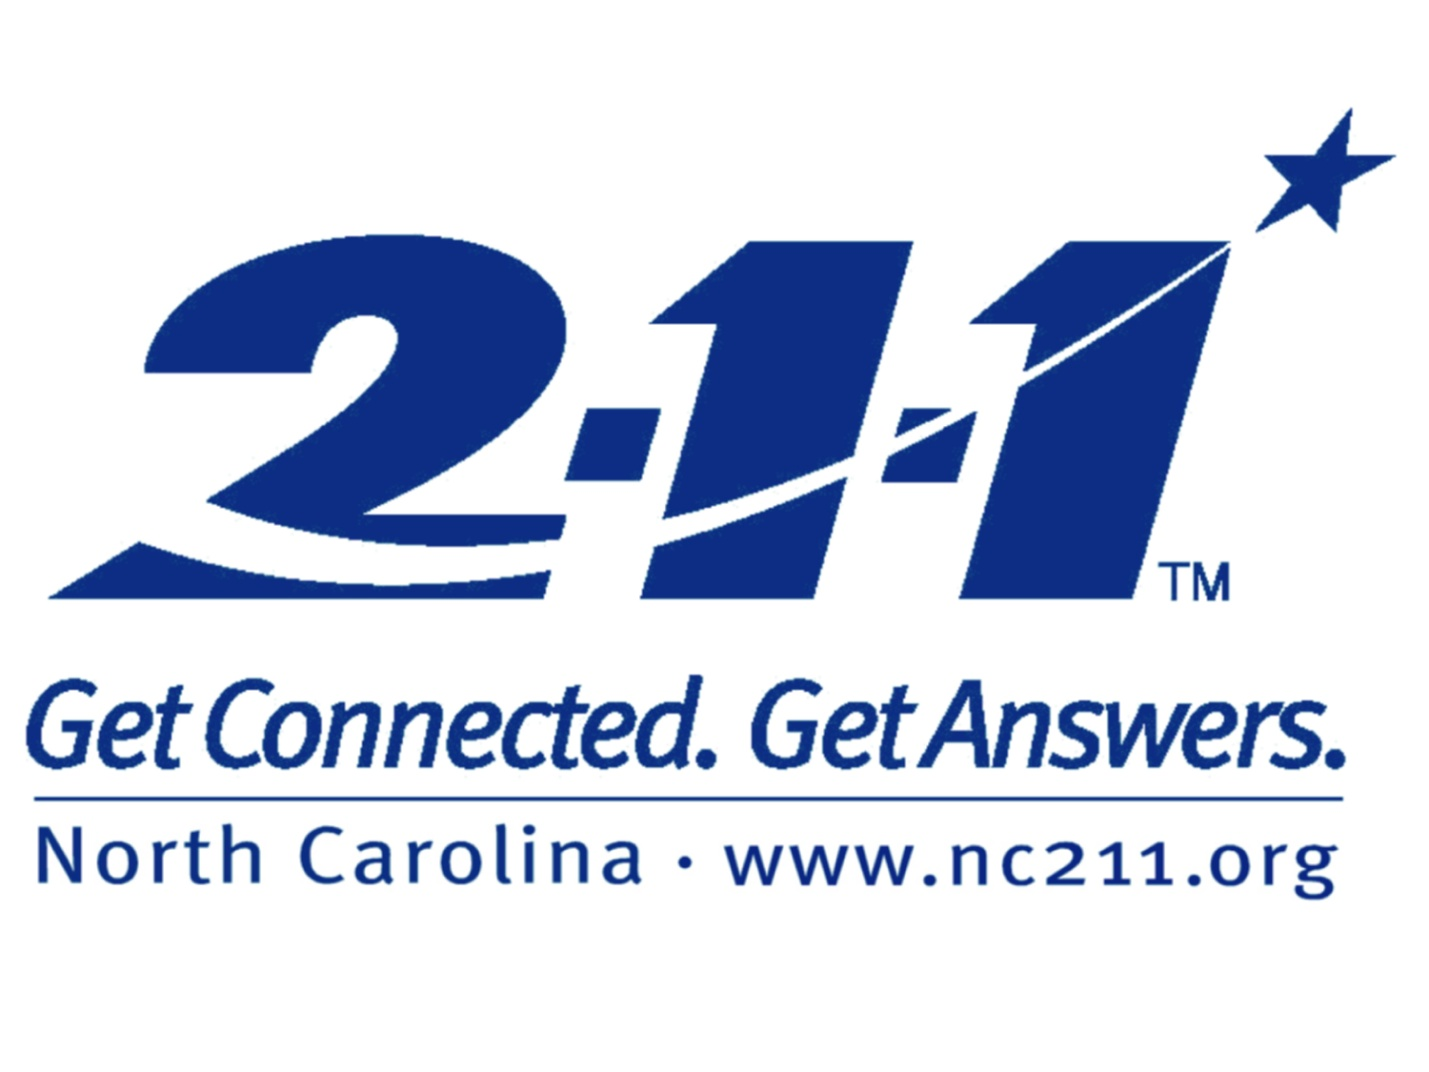 2-1-1™
Get Connected. Get Answers.
North Carolina · www.nc211.org